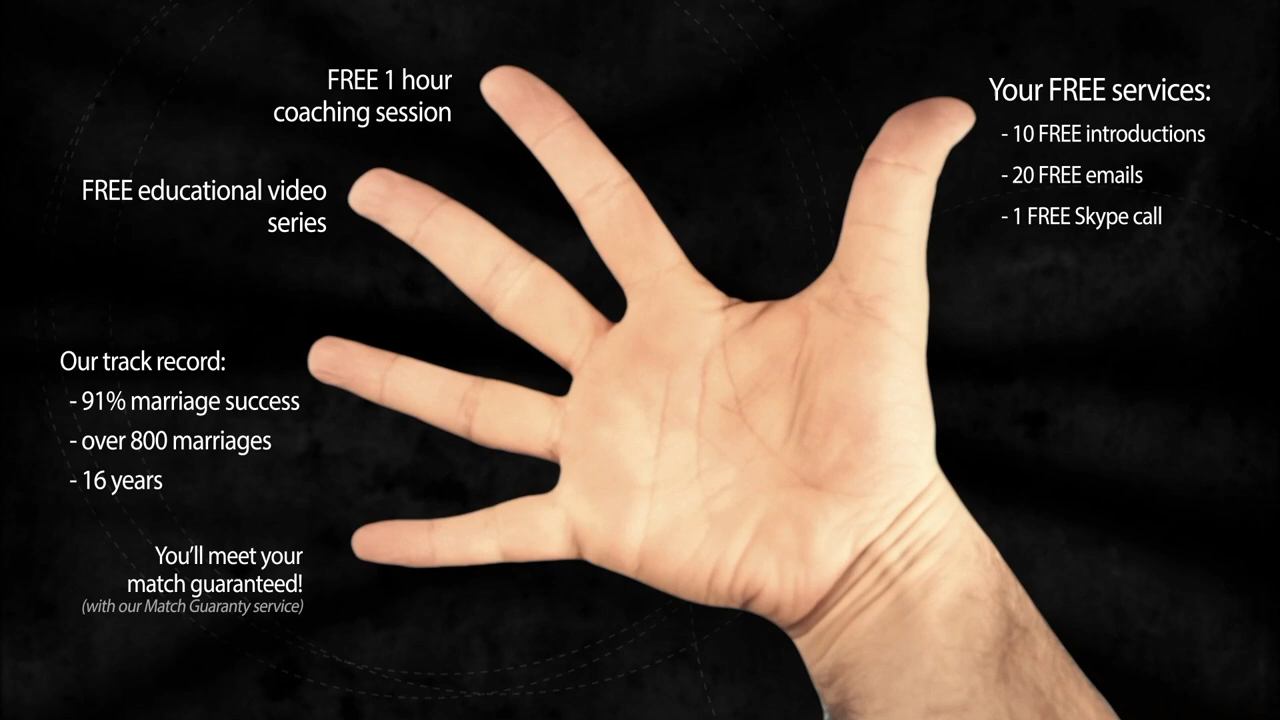 FREE 1 hour
coaching session
FREE educational video
series
Our track record:
- 91% marriage success
- over 800 marriages
- 16 years
You'll meet your
match guaranteed!
(with our Match Guaranty service)
Your FREE services:
- 10 FREE introductions
- 20 FREE emails
- 1 FREE Skype call